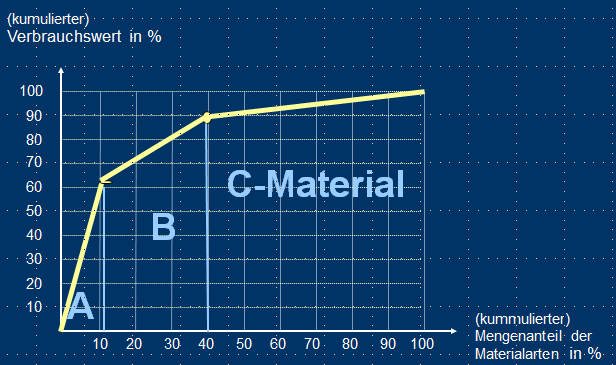 (kumulierter)
Verbrauchswert in %
100
90
80
70
60
50
40
30
20
10
C-Material
B
A
10 20 30 40 50 60 70 80 90 100
(kummulierter)
Mengenanteil der
Materialarten in %